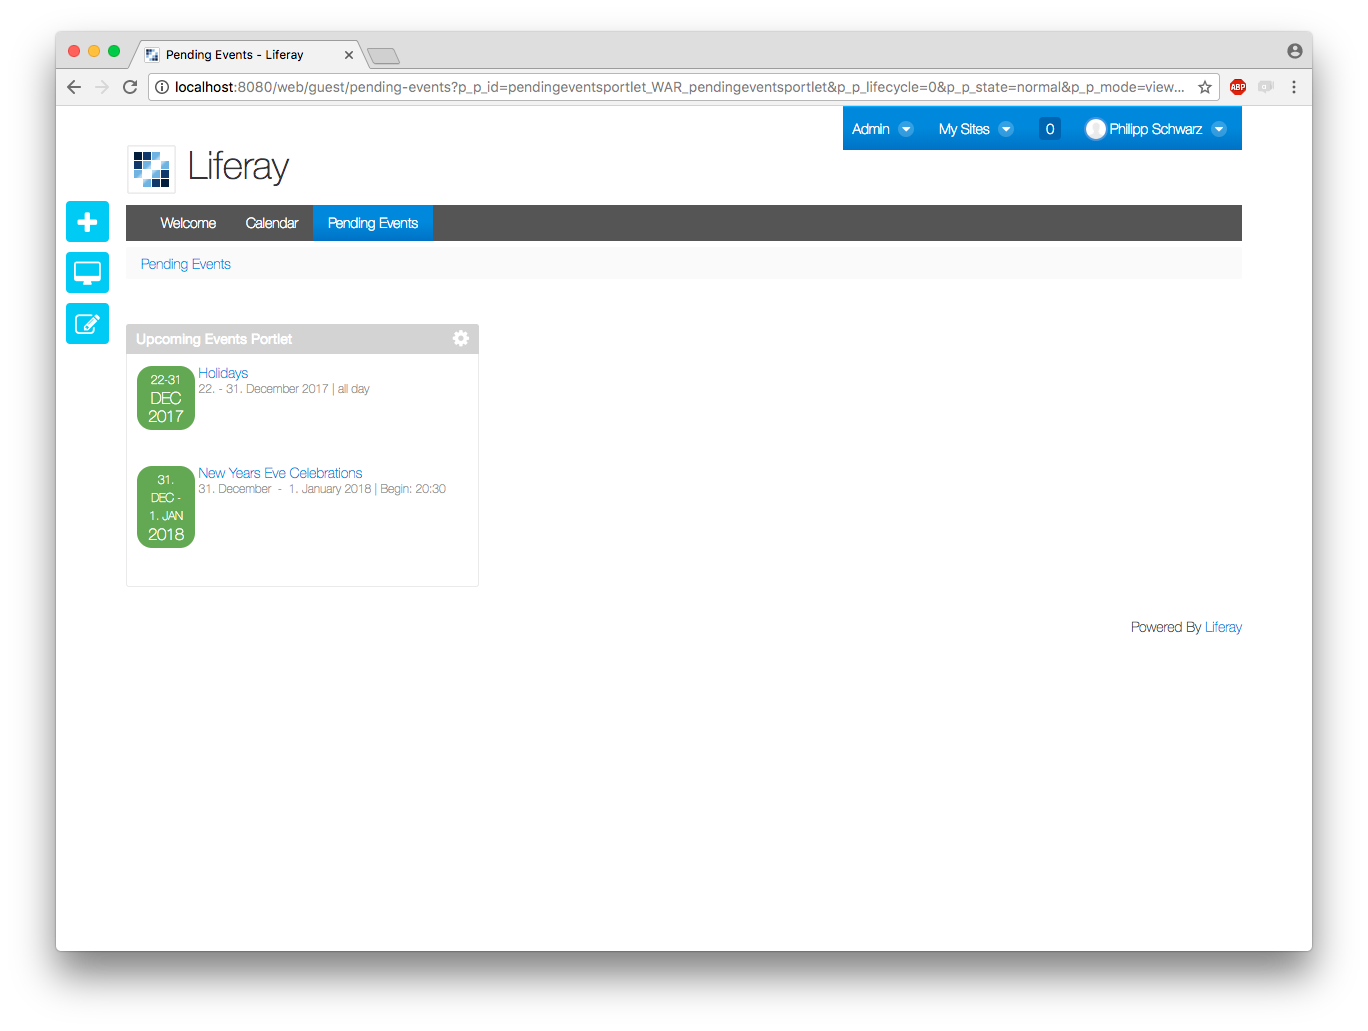 Pending Events - Liferay
localhost:8080/web/guest/pending-events?p_p_id=pendingeventsportlet_WAR_pendingeventsportlet&p_p_lifecycle=0&p_p_state=normal&p_p_mode=view...
ABP
Admin My Sites 0 Philipp Schwarz
Liferay
Welcome Calendar Pending Events
Pending Events
Upcoming Events Portlet
22-31
DEC
2017
Holidays
22. - 31. December 2017 | all day
31.
DEC -
1. JAN
2018
New Years Eve Celebrations
31. December - 1. January 2018 | Begin: 20:30
Powered By Liferay